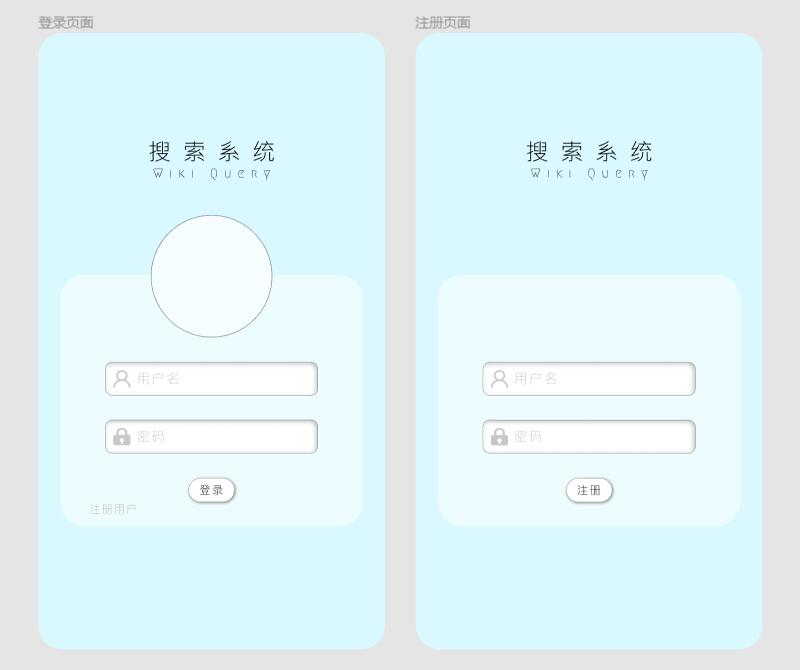 登录页面
搜索系统
Wiki Query
用户名
密码
登录
注册用户
注册页面
搜索系统
Wiki Query
用户名
密码
注册